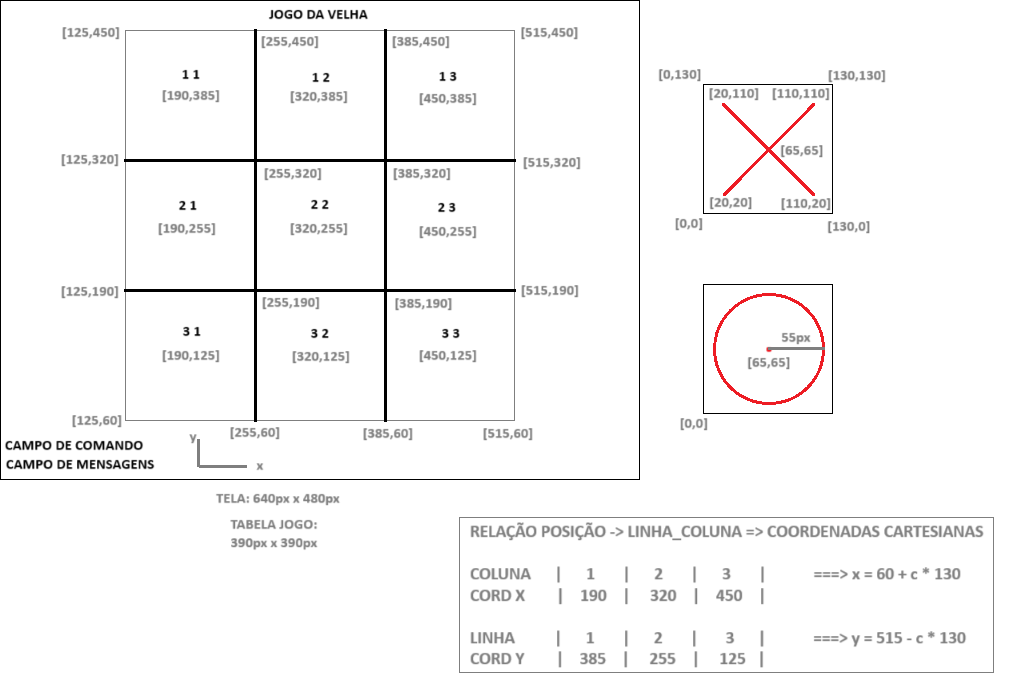 JOGO DA VELHA
[125,450] [255,450] [385,450] [515,450]
1 1 1 2 1 3
[190,385] [320,385] [450,385]
[125,320] [515,320]
[255,320] [385,320]
2 1 2 2 2 3
[190,255] [320,255] [450,255]
[125,190] [515,190]
[255,190] [385,190]
3 1 3 2 3 3
[190,125] [320,125] [450,125]
[125,60] [255,60] [385,60] [515,60]
CAMPO DE COMANDO
CAMPO DE MENSAGENS
y
x
TELA: 640px x 480px
TABELA JOGO:
390px x 390px
[0,130] [130,130]
[20,110] [110,110]
[65,65]
[20,20] [110,20]
[0,0] [130,0]
55px
[65,65]
[0,0]
RELAÇÃO POSIÇÃO -> LINHA_COLUNA => COORDENADAS CARTESIANAS
COLUNA | 1 | 2 | 3 | ===> x = 60 + c * 130
CORD X | 190 | 320 | 450 |
LINHA | 1 | 2 | 3 | ===> y = 515 - c * 130
CORD Y | 385 | 255 | 125 |